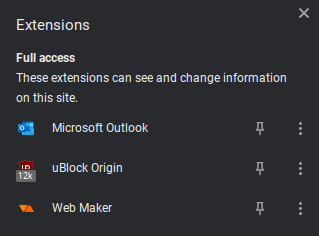 Extensions
Full access
These extensions can see and change information
on this site.
Microsoft Outlook
uBlock Origin
12k
Web Maker